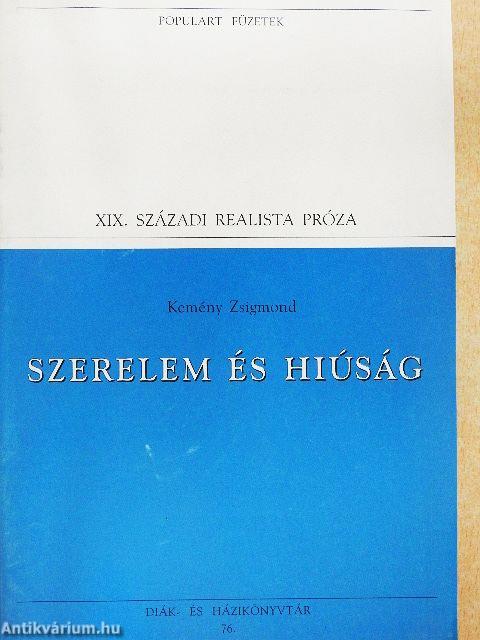 POPULART FÜZETEK
XIX. SZÁZADI REALISTA PRÓZA
Kemény Zsigmond
SZERELEM ÉS HIÚSÁG
DIÁK- ÉS HÁZIKÖNYVTÁR
76.
Antikvárium.hu